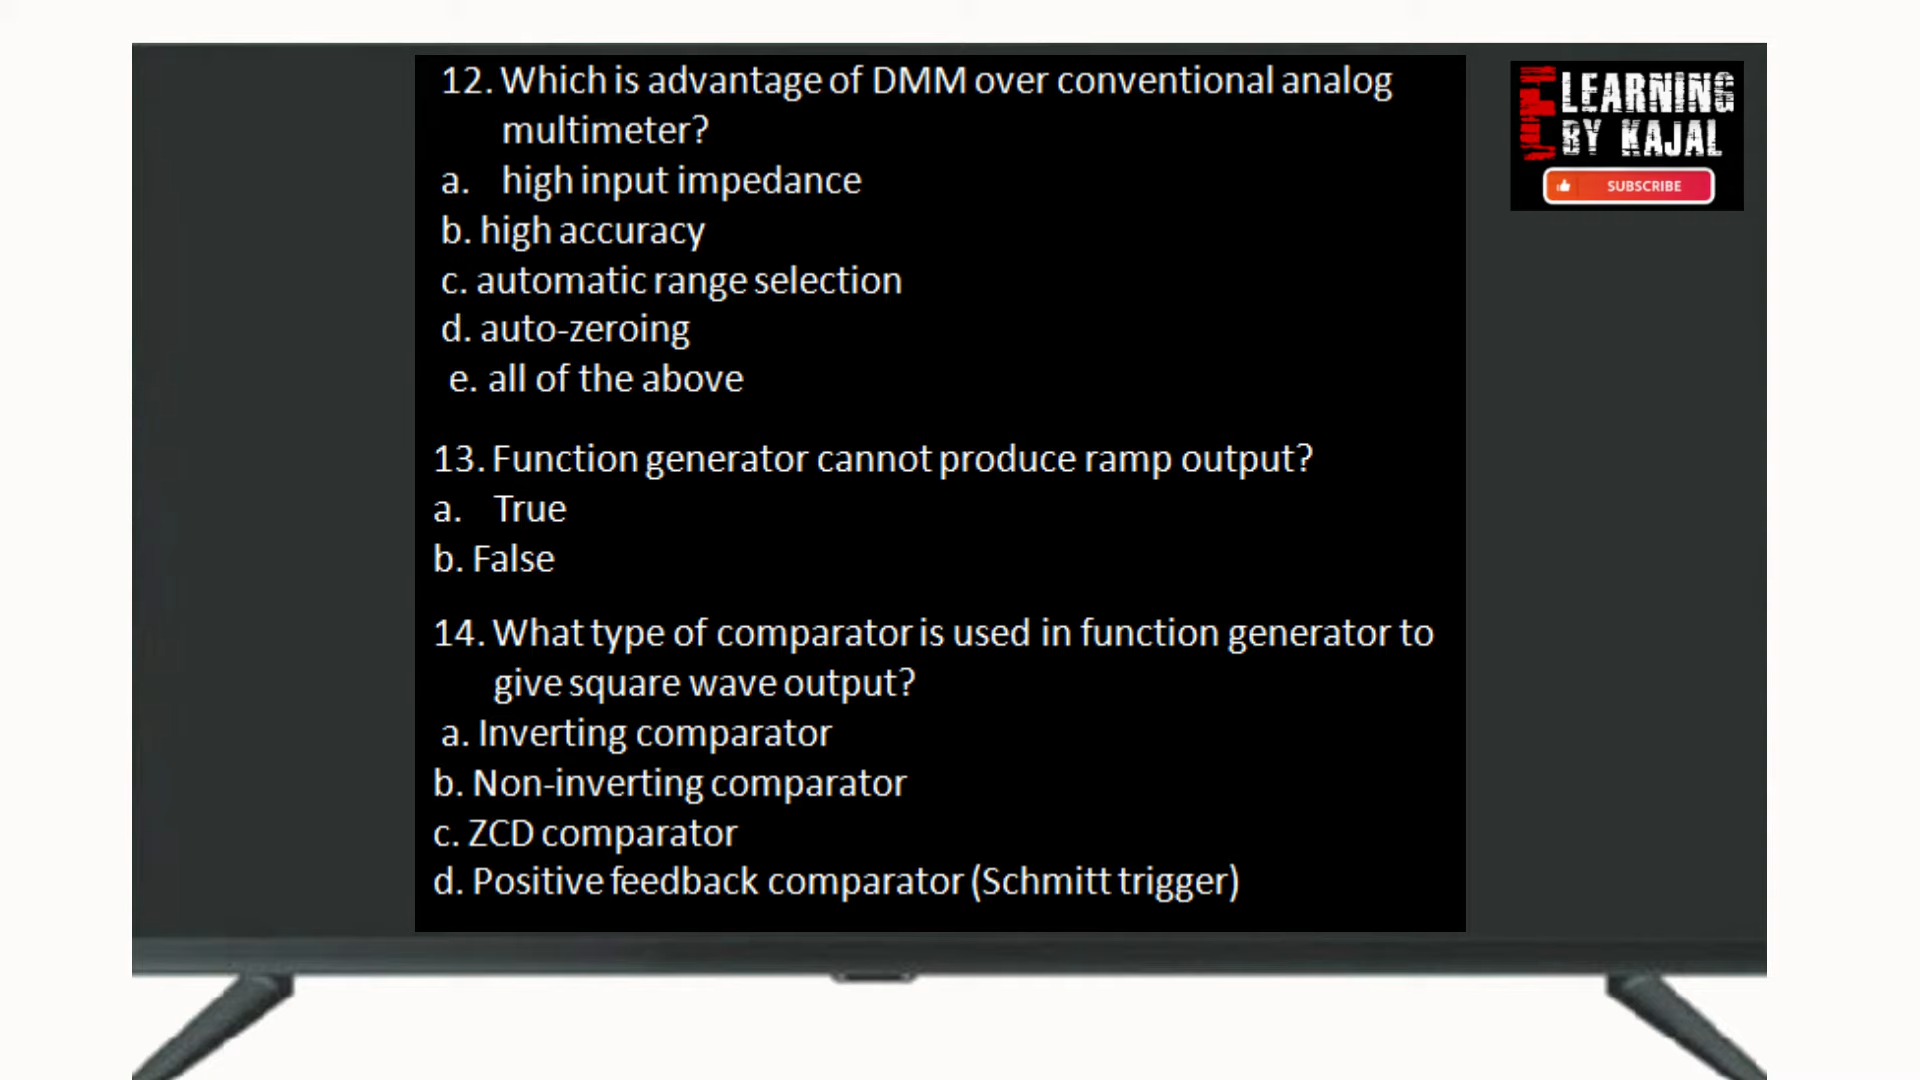 12. Which is advantage of DMM over conventional analog
multimeter?
a. high input impedance
b. high accuracy
c. automatic range selection
d. auto-zeroing
e. all of the above
13. Function generator cannot produce ramp output?
a. True
b. False
14. What type of comparator is used in function generator to
give square wave output?
a. Inverting comparator
b. Non-inverting comparator
c. ZCD comparator
d. Positive feedback comparator (Schmitt trigger)
LEARNING
BY KAJAL
SUBSCRIBE